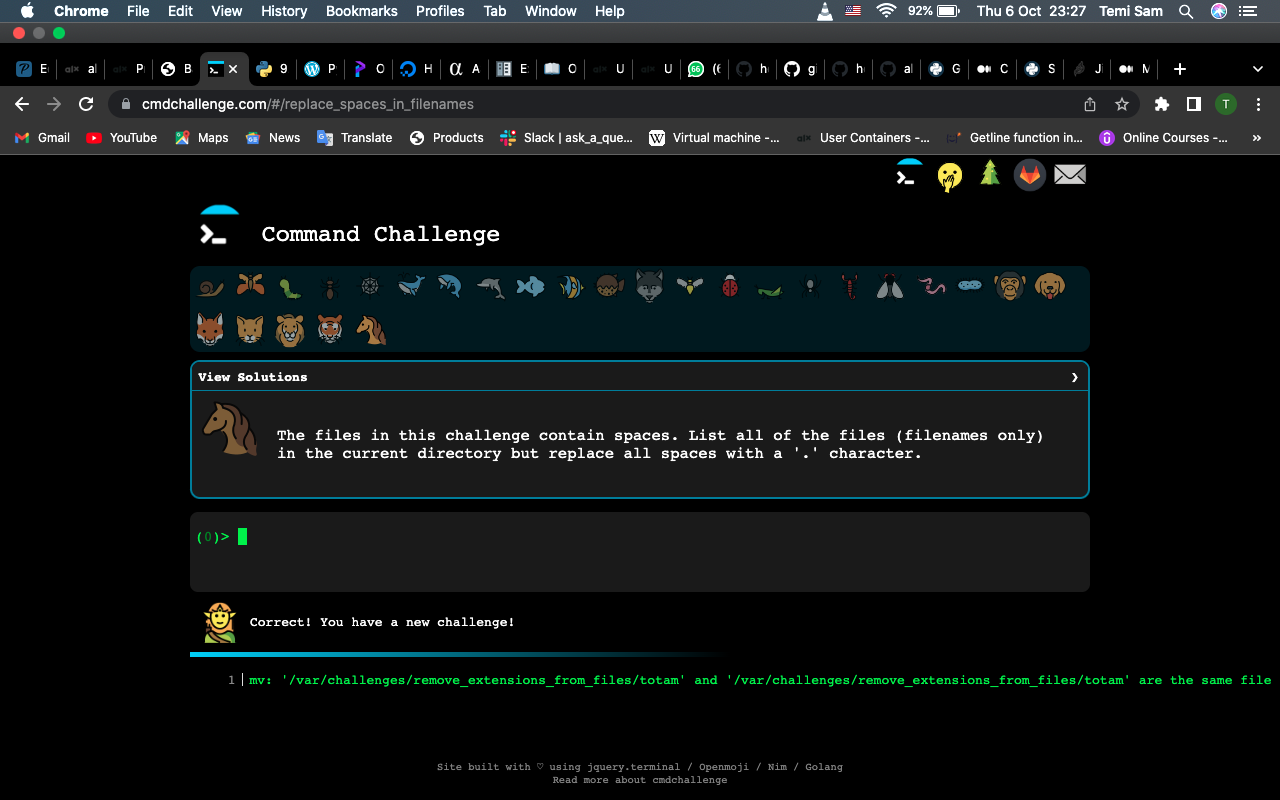 Chrome File Edit View History Bookmarks Profiles Tab Window Help 92% Thu 6 Oct 23:27 Temi Sam
E al P B 9 P O H A E O U U (6 h gi h al G C S Ji M
cmdchallenge.com/#/replace_spaces_in_filenames T
Gmail YouTube Maps News Translate Products Slack | ask_a_que... Virtual machine -... User Containers -... Getline function in... Online Courses -... »
Command Challenge
View Solutions ❯
The files in this challenge contain spaces. List all of the files (filenames only)
in the current directory but replace all spaces with a '.' character.
(0)>
Correct! You have a new challenge!
1 mv: '/var/challenges/remove_extensions_from_files/totam' and '/var/challenges/remove_extensions_from_files/totam' are the same file
Site built with ♡ using jquery.terminal / Openmoji / Nim / Golang
Read more about cmdchallenge